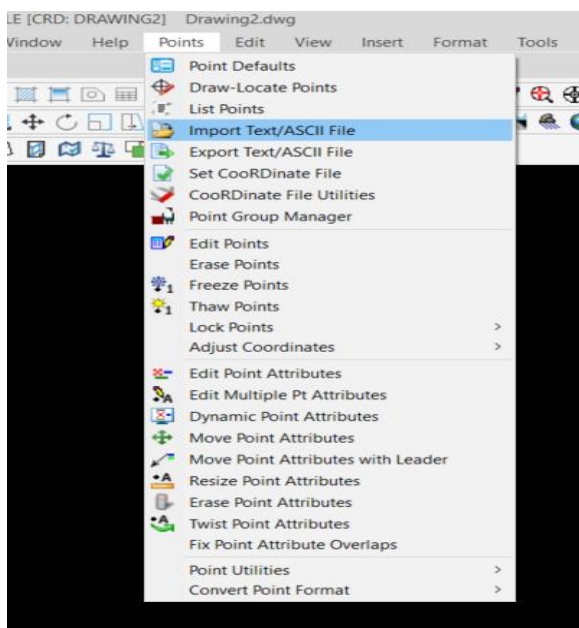 LE [CRD: DRAWING2] Drawing2.dwg
Window Help Points Edit View Insert Format Tools
Point Defaults
Draw-Locate Points
List Points
Import Text/ASCII File
Export Text/ASCII File
Set CooRDinate File
CooRDinate File Utilities
Point Group Manager
Edit Points
Erase Points
Freeze Points
Thaw Points
Lock Points >
Adjust Coordinates >
Edit Point Attributes
Edit Multiple Pt Attributes
Dynamic Point Attributes
Move Point Attributes
Move Point Attributes with Leader
Resize Point Attributes
Erase Point Attributes
Twist Point Attributes
Fix Point Attribute Overlaps
Point Utilities >
Convert Point Format >